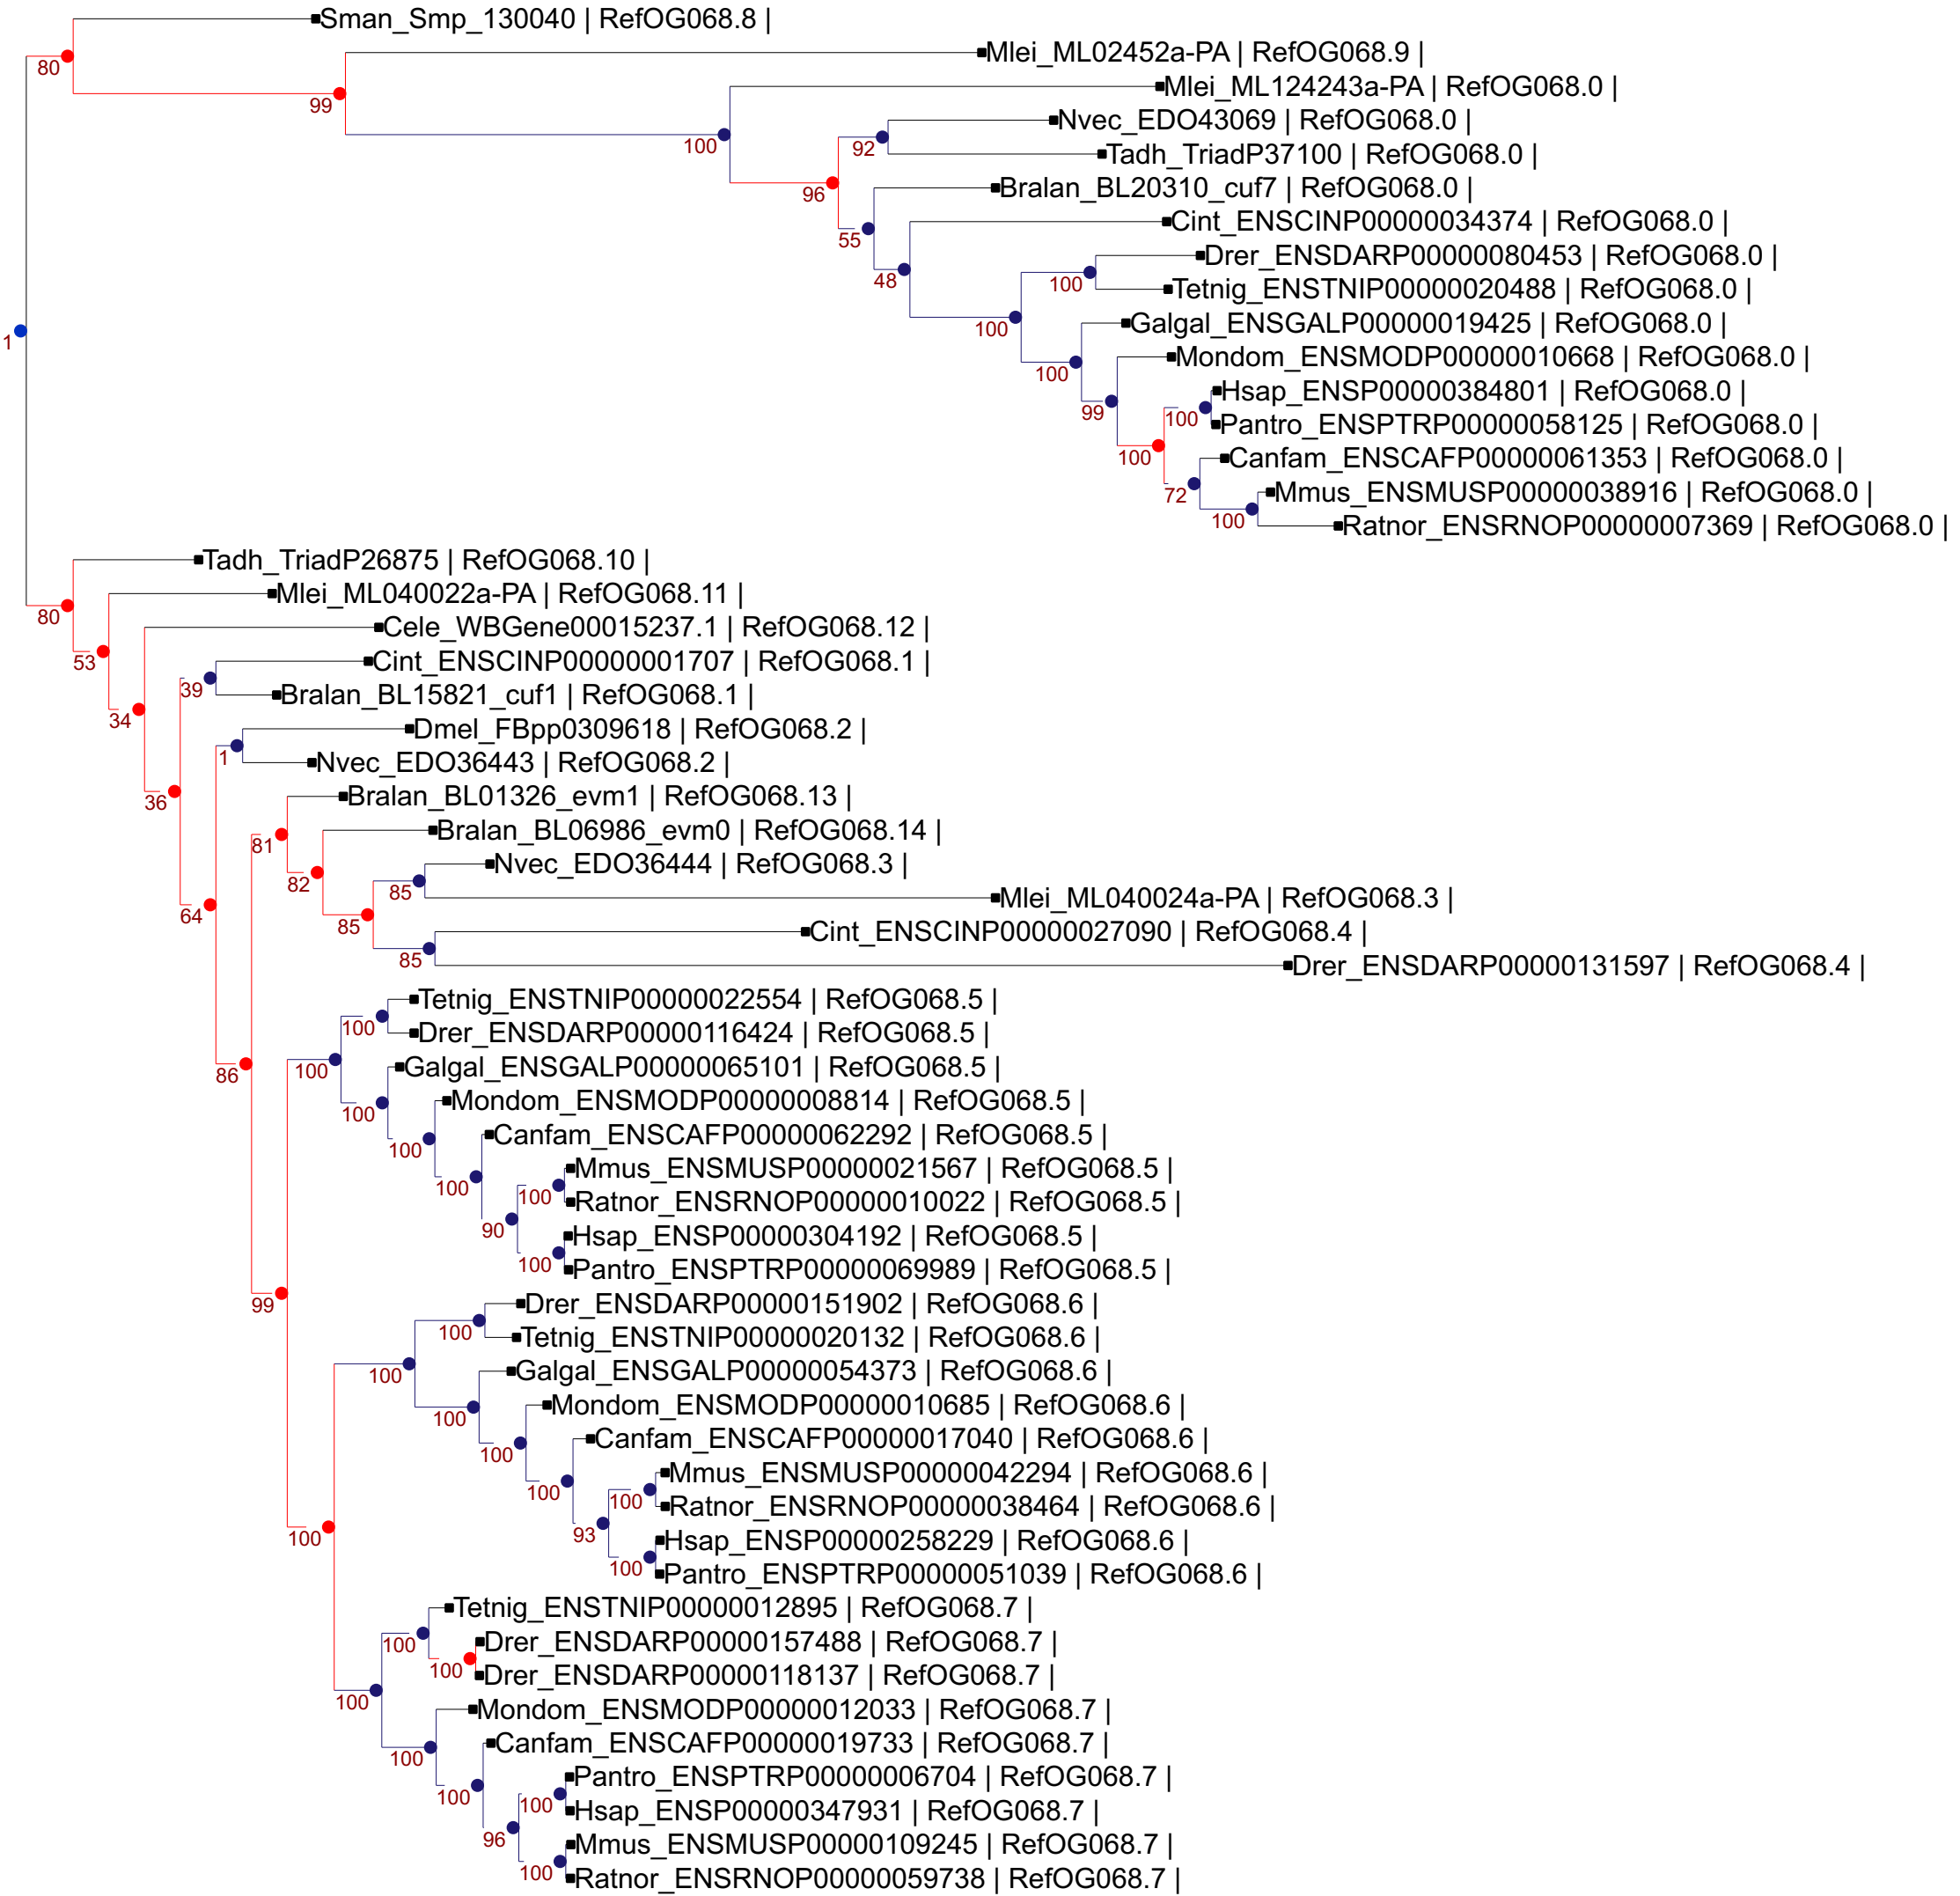 Sman_Smp_130040 | RefOG068.8 |
80
Mlei_ML02452a-PA | RefOG068.9 |
99
Mlei_ML124243a-PA | RefOG068.0 |
100
Nvec_EDO43069 | RefOG068.0 |
92
Tadh_TriadP37100 | RefOG068.0 |
96
Bralan_BL20310_cuf7 | RefOG068.0 |
55
Cint_ENSCINP00000034374 | RefOG068.0 |
48
Drer_ENSDARP00000080453 | RefOG068.0 |
100
Tetnig_ENSTNIP00000020488 | RefOG068.0 |
100
Galgal_ENSGALP00000019425 | RefOG068.0 |
1
Mondom_ENSMODP00000010668 | RefOG068.0 |
100
Hsap_ENSP00000384801 | RefOG068.0 |
99
100
Pantro_ENSPTRP00000058125 | RefOG068.0 |
100
Canfam_ENSCAFP00000061353 | RefOG068.0 |
72
Mmus_ENSMUSP00000038916 | RefOG068.0 |
100
Ratnor_ENSRNOP00000007369 | RefOG068.0 |
Tadh_TriadP26875 | RefOG068.10 |
Mlei_ML040022a-PA | RefOG068.11 |
80
Cele_WBGene00015237.1 | RefOG068.12 |
53
Cint_ENSCINP00000001707 | RefOG068.1 |
39
Bralan_BL15821_cuf1 | RefOG068.1 |
34
Dmel_FBpp0309618 | RefOG068.2 |
1
Nvec_EDO36443 | RefOG068.2 |
Bralan_BL01326_evm1 | RefOG068.13 |
36
Bralan_BL06986_evm0 | RefOG068.14 |
81
Nvec_EDO36444 | RefOG068.3 |
82
85
Mlei_ML040024a-PA | RefOG068.3 |
64
85
Cint_ENSCINP00000027090 | RefOG068.4 |
85
Drer_ENSDARP00000131597 | RefOG068.4 |
Tetnig_ENSTNIP00000022554 | RefOG068.5 |
100
Drer_ENSDARP00000116424 | RefOG068.5 |
Galgal_ENSGALP00000065101 | RefOG068.5 |
86
100
Mondom_ENSMODP00000008814 | RefOG068.5 |
100
Canfam_ENSCAFP00000062292 | RefOG068.5 |
100
Mmus_ENSMUSP00000021567 | RefOG068.5 |
100
100
Ratnor_ENSRNOP00000010022 | RefOG068.5 |
90
Hsap_ENSP00000304192 | RefOG068.5 |
100
Pantro_ENSPTRP00000069989 | RefOG068.5 |
99
Drer_ENSDARP00000151902 | RefOG068.6 |
100
Tetnig_ENSTNIP00000020132 | RefOG068.6 |
Galgal_ENSGALP00000054373 | RefOG068.6 |
100
Mondom_ENSMODP00000010685 | RefOG068.6 |
100
Canfam_ENSCAFP00000017040 | RefOG068.6 |
100
Mmus_ENSMUSP00000042294 | RefOG068.6 |
100
100
Ratnor_ENSRNOP00000038464 | RefOG068.6 |
93
100
Hsap_ENSP00000258229 | RefOG068.6 |
100
Pantro_ENSPTRP00000051039 | RefOG068.6 |
Tetnig_ENSTNIP00000012895 | RefOG068.7 |
100
Drer_ENSDARP00000157488 | RefOG068.7 |
100
Drer_ENSDARP00000118137 | RefOG068.7 |
100
Mondom_ENSMODP00000012033 | RefOG068.7 |
Canfam_ENSCAFP00000019733 | RefOG068.7 |
100
Pantro_ENSPTRP00000006704 | RefOG068.7 |
100
100
Hsap_ENSP00000347931 | RefOG068.7 |
96
Mmus_ENSMUSP00000109245 | RefOG068.7 |
100
Ratnor_ENSRNOP00000059738 | RefOG068.7 |